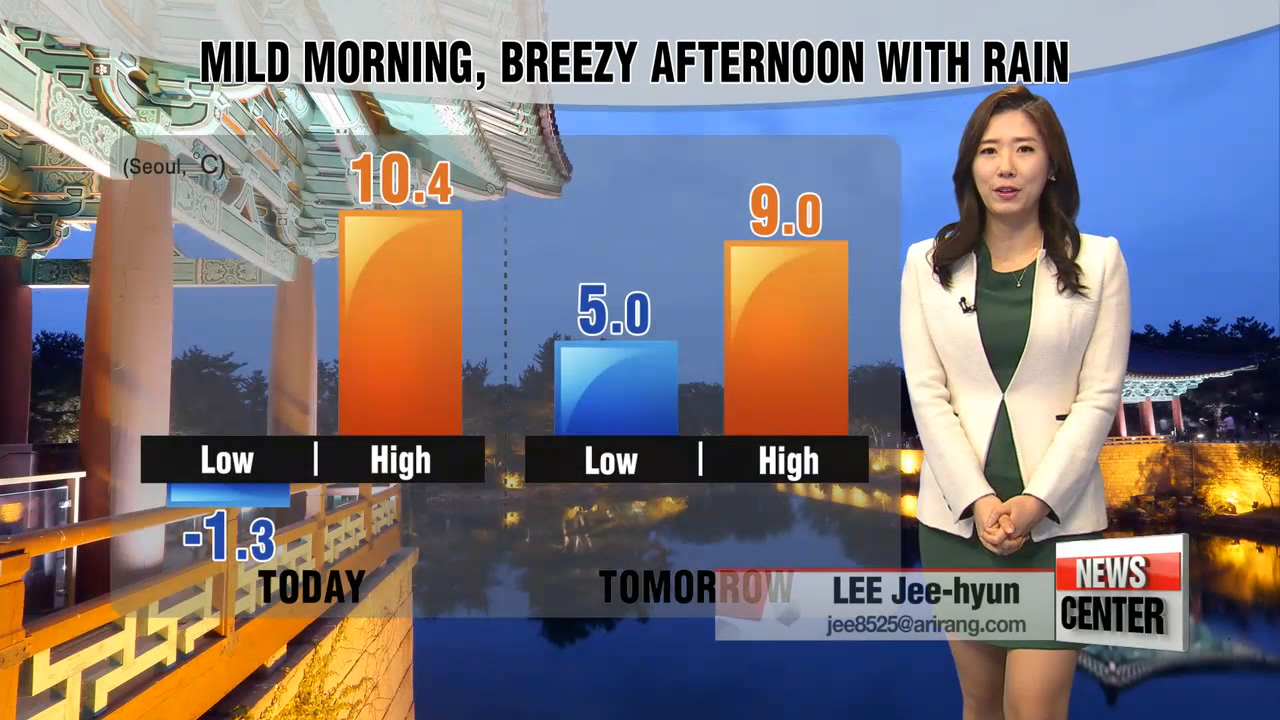 MILD MORNING, BREEZY AFTERNOON WITH RAIN
(Seoul, °C)
10.4
9.0
5.0
Low | High
Low | High
-1.3
TODAY
TOMORROW
LEE Jee-hyun
jee8525@arirang.com
NEWS
CENTER